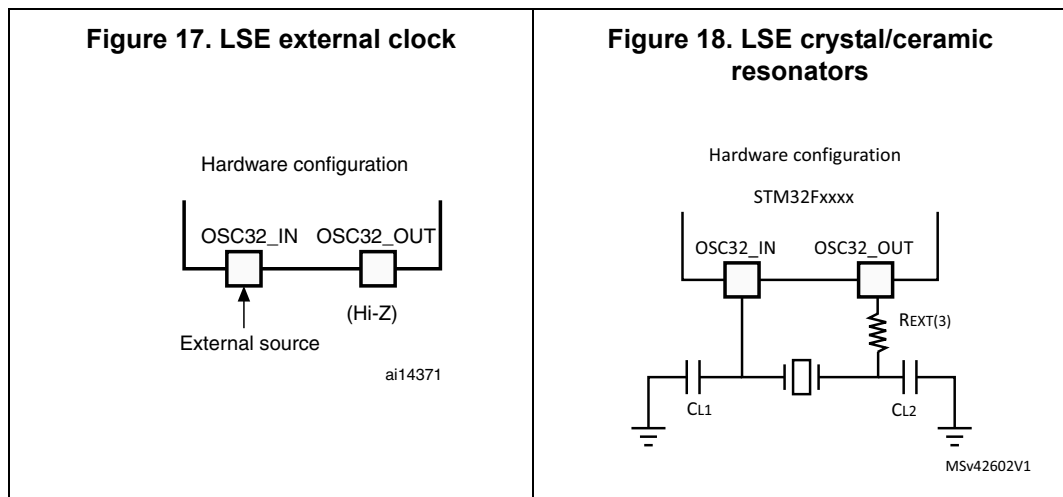 Figure 17. LSE external clock
Hardware configuration
OSC32_IN OSC32_OUT
(Hi-Z)
External source
ai14371
Figure 18. LSE crystal/ceramic
resonators
Hardware configuration
STM32Fxxxx
OSC32_IN OSC32_OUT
REXT(3)
CL1
CL2
MSv42602V1